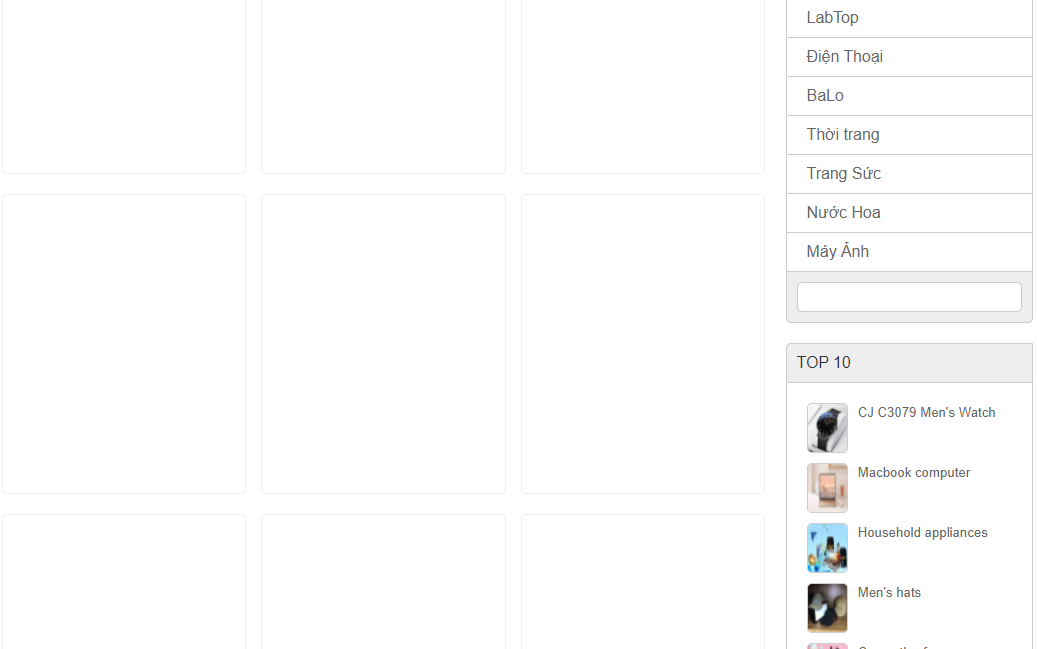 LabTop
Điện Thoại
BaLo
Thời trang
Trang Sức
Nước Hoa
Máy Ảnh
TOP 10
CJ C3079 Men's Watch
Macbook computer
Household appliances
Men's hats